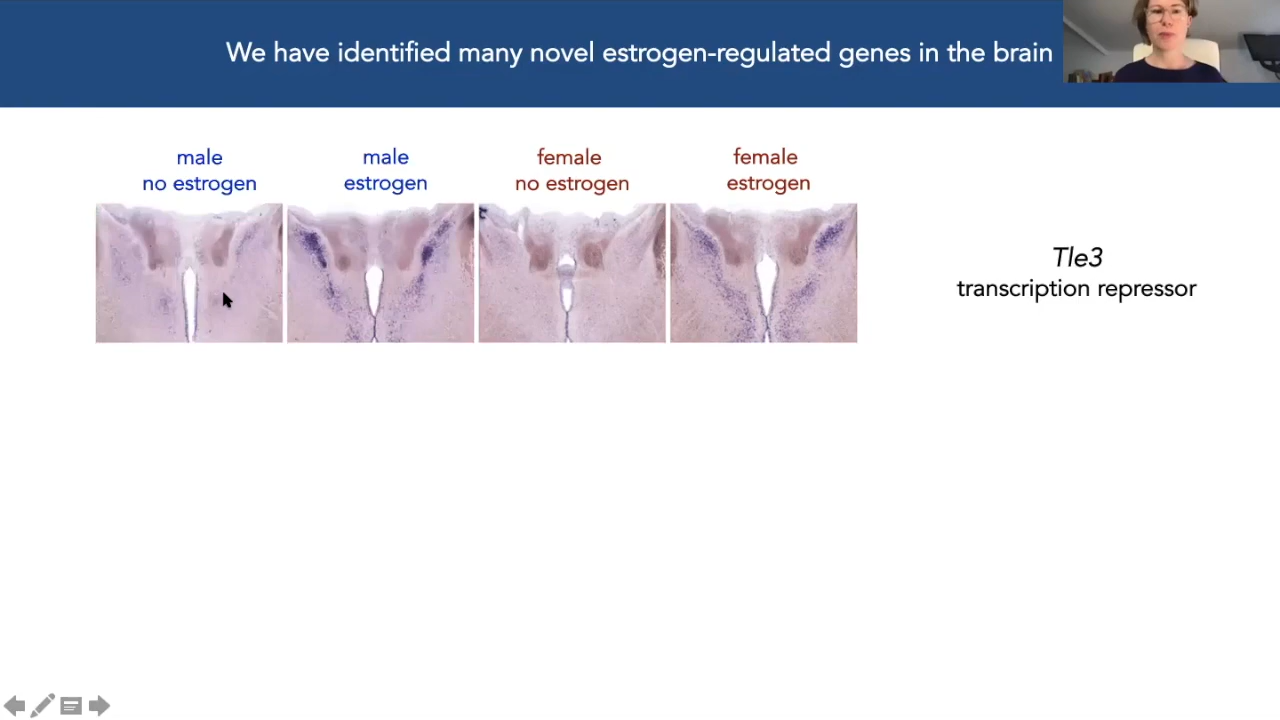 We have identified many novel estrogen-regulated genes in the brain
male
no estrogen
male
estrogen
female
no estrogen
female
estrogen
Tle3
transcription repressor